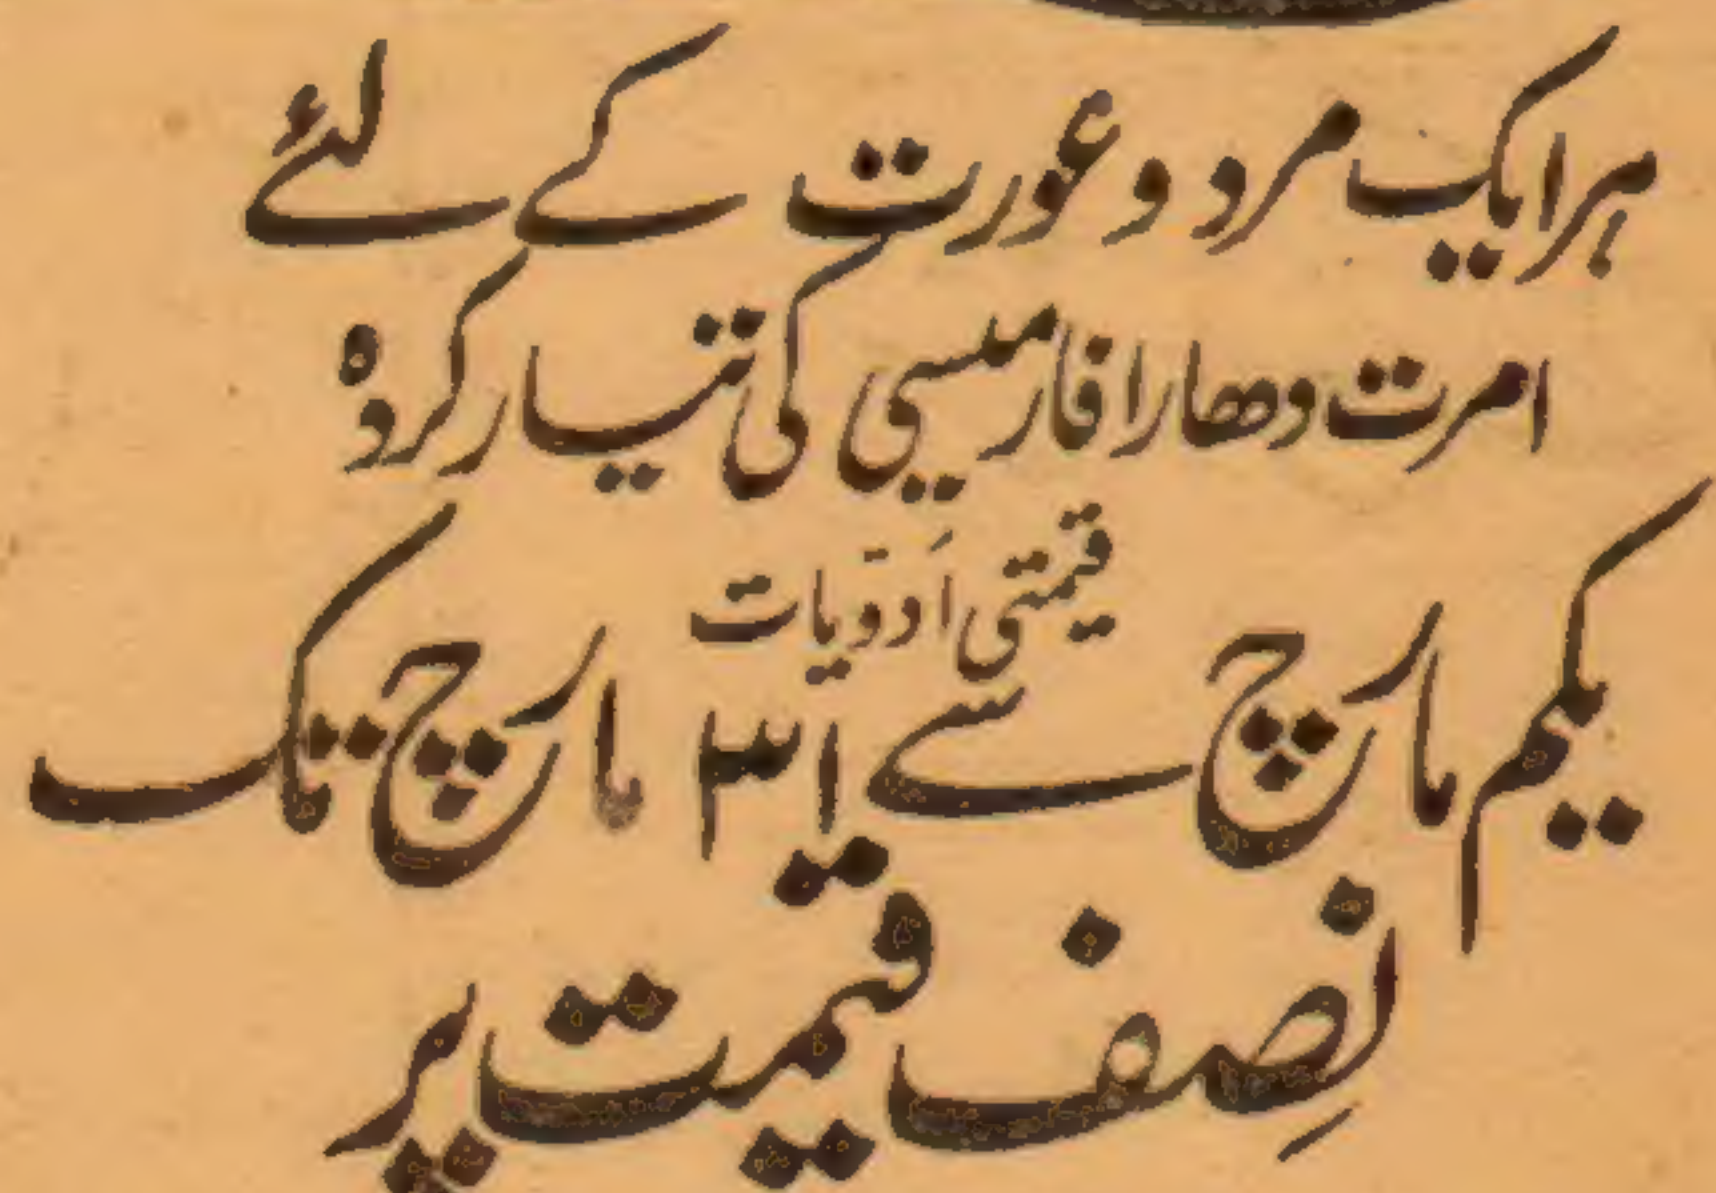 ہر ایک مرد و عورت کے لئے
امرت دھارا فارمیسی کی تیار کردہ
قیمتی اَدویات
یکم مارچ سے ۳۱ مارچ تک
نِصف قیمت پر